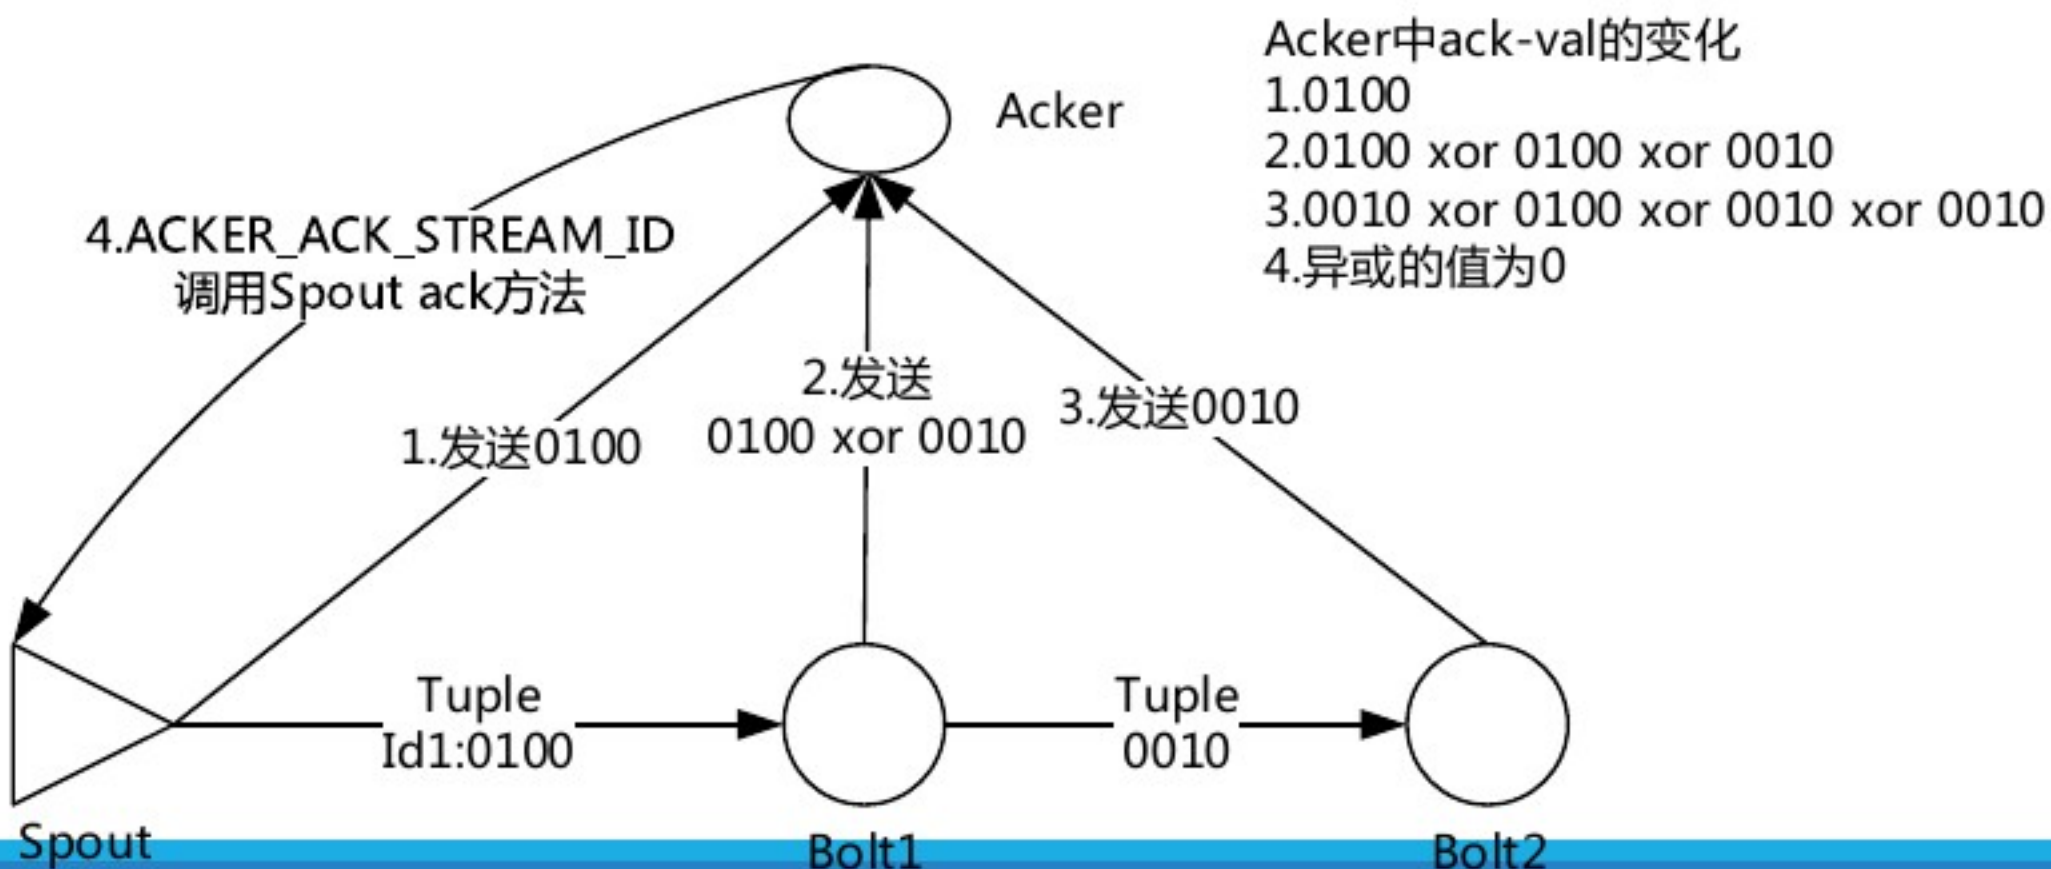 Acker中ack-val的变化
1.0100
2.0100 xor 0100 xor 0010
3.0010 xor 0100 xor 0010 xor 0010
4.异或的值为0
Acker
4.ACKER_ACK_STREAM_ID
调用Spout ack方法
1.发送0100
2.发送
0100 xor 0010
3.发送0010
Tuple
Id1:0100
Tuple
0010
Spout
Bolt1
Bolt2